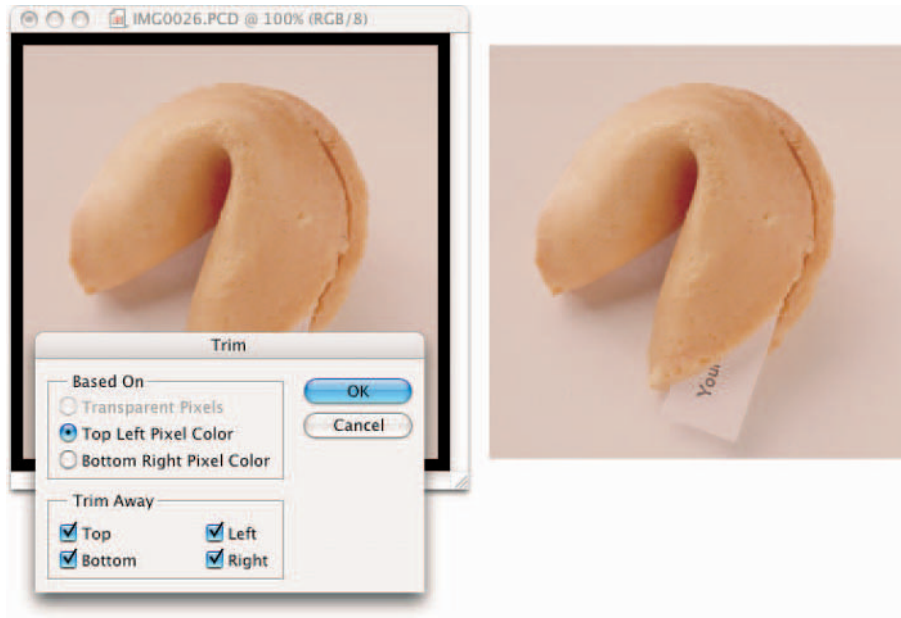 IMG0026.PCD @ 100% (RGB/8)
Trim
Based On
Transparent Pixels
Top Left Pixel Color
Bottom Right Pixel Color
OK
Cancel
Trim Away
Top
Left
Bottom
Right
Your